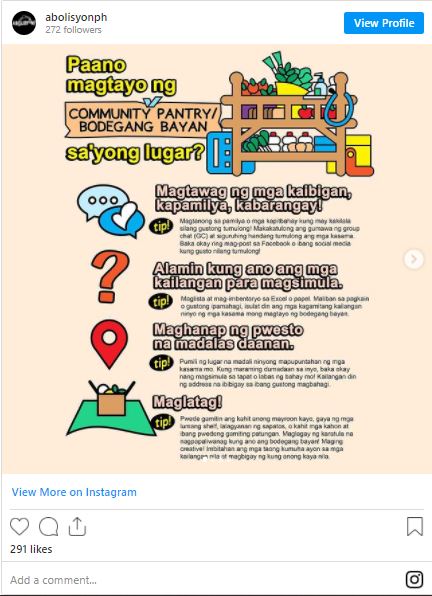 abolisyonph
272 followers
View Profile
Paano
magtayo ng
COMMUNITY PANTRY/
BODEGANG BAYAN
sa'yong lugar?
Magtawag ng mga kaibigan,
kapamilya, kabarangay!
tip!
Magtanong sa pamilya o mga kapitbahay kung may kakilala
silang gustong tumulong! Makakatulong ang gumawa ng group
chat (GC) at siguruhing handang tumulong ang mga kasama.
Baka okay ring mag-post sa Facebook o ibang social media
kung gusto nilang tumulong!
Alamin kung ano ang mga
kailangan para magsimula.
tip!
Maglista at mag-imbentaryo sa Excel o papel. Maliban sa pagkain
o gustong ipamahagi, isulat din ang mga kagamitang kailangan
ninyo ng mga kasama mong magtayo ng bodegang bayan.
Maghanap ng pwesto
na madalas daanan.
tip!
Pumili ng lugar na madali ninyong mapupuntahan ng mga
kasama mo. Kung maraming dumadaan sa inyo, baka okay
nang magsimula sa tapat o labas ng bahay mo! Kailangan din
ng address na ibibigay sa ibang gustong magbahagi.
Maglatag!
tip!
Pwede gamitin ang kahit anong mayroon kayo, gaya ng mga
lumang shelf, lalagyanan ng sapatos, o kahit mga kahon at
ibang pwedong gamiting patungan. Maglagay ng karatula na
nagpapaliwanag kung ano ang bodegang bayan! Maging
creative! Imbitahan ang mga taong kumuha ayon sa mga
kailangan nila at magbigay ng kung anong kaya nila.
View More on Instagram
291 likes
Add a comment...